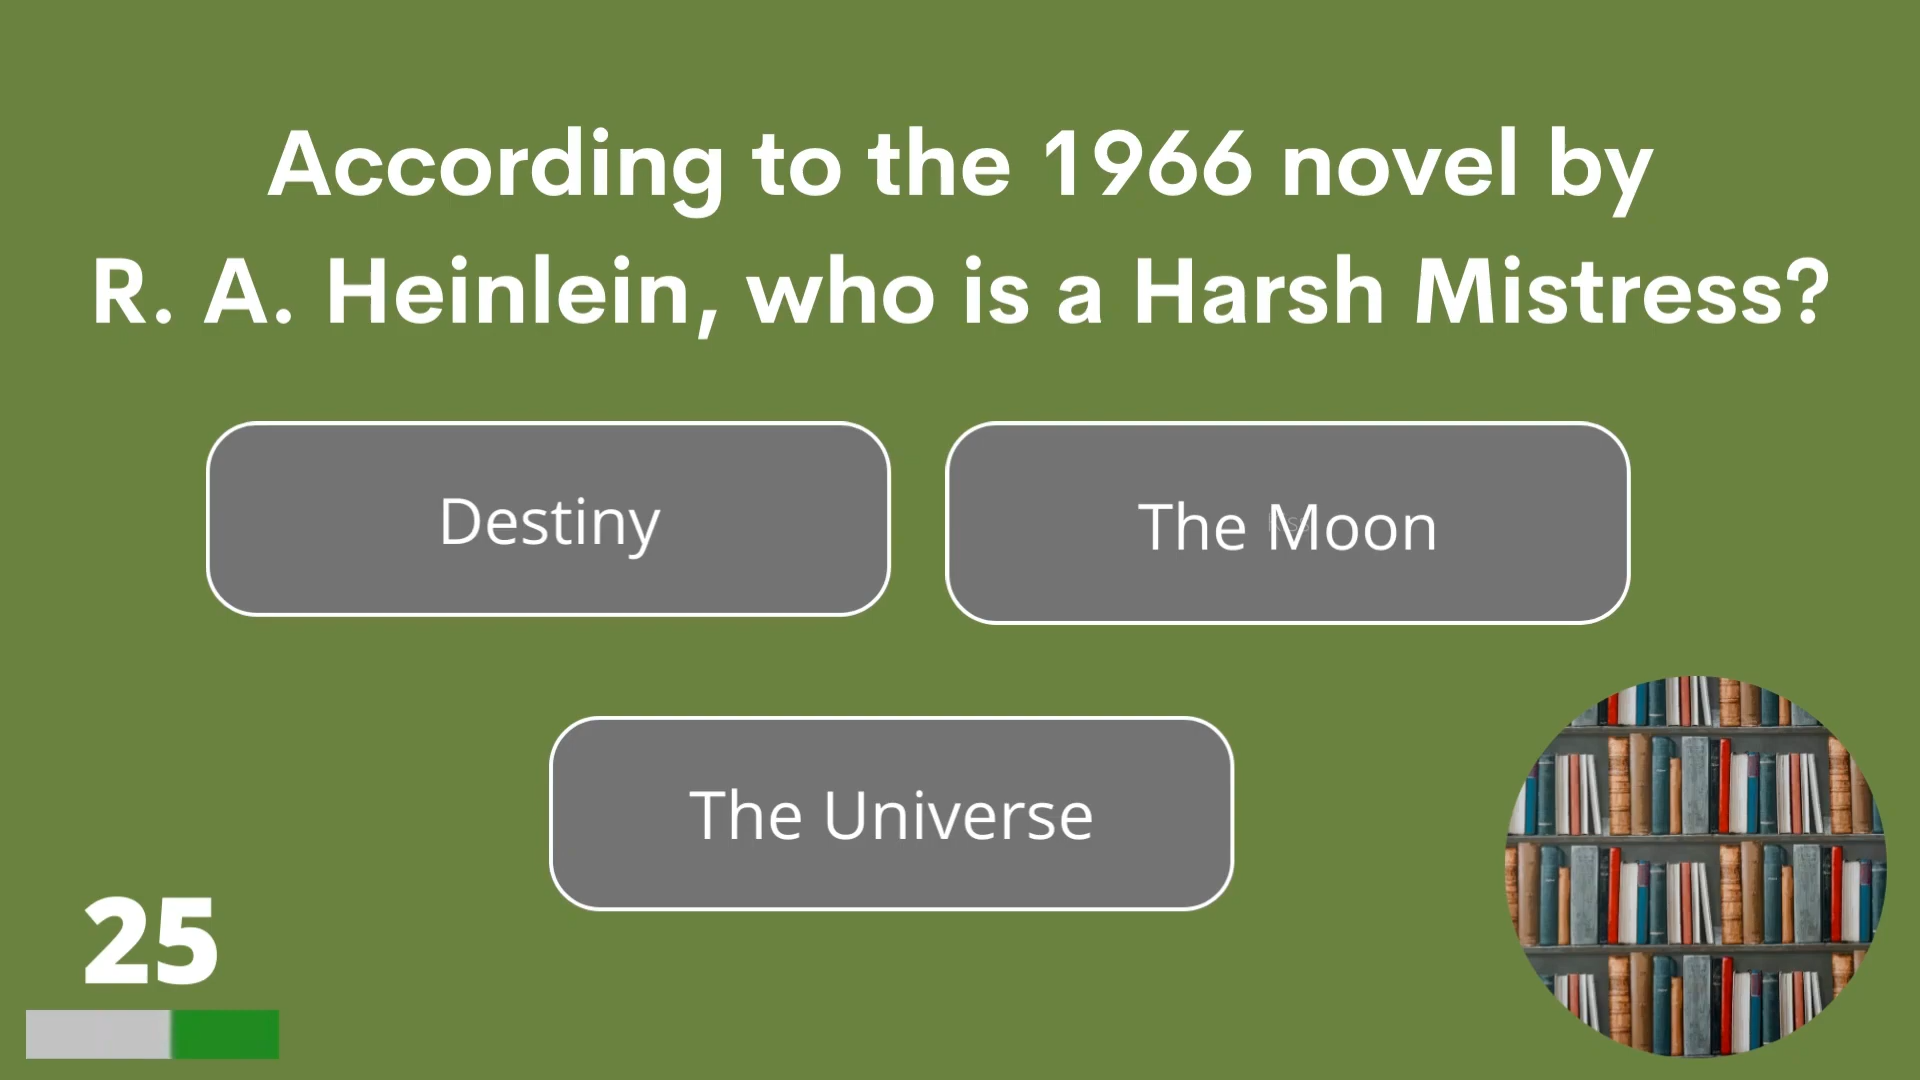 According to the 1966 novel by
R. A. Heinlein, who is a Harsh Mistress?
Destiny
The Moon
The Universe
25